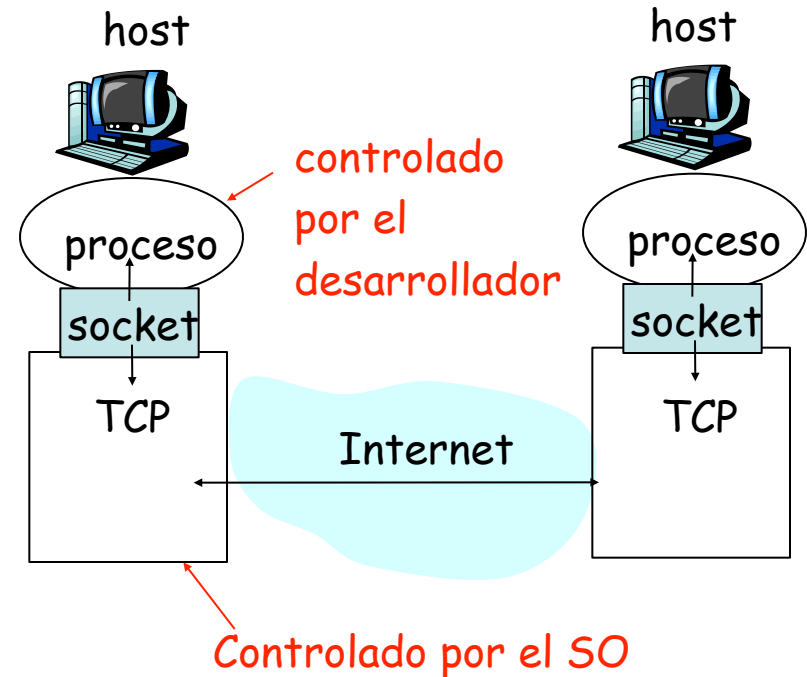 host
host
controlado
por el
desarrollador
proceso
proceso
socket
socket
TCP
TCP
Internet
Controlado por el SO